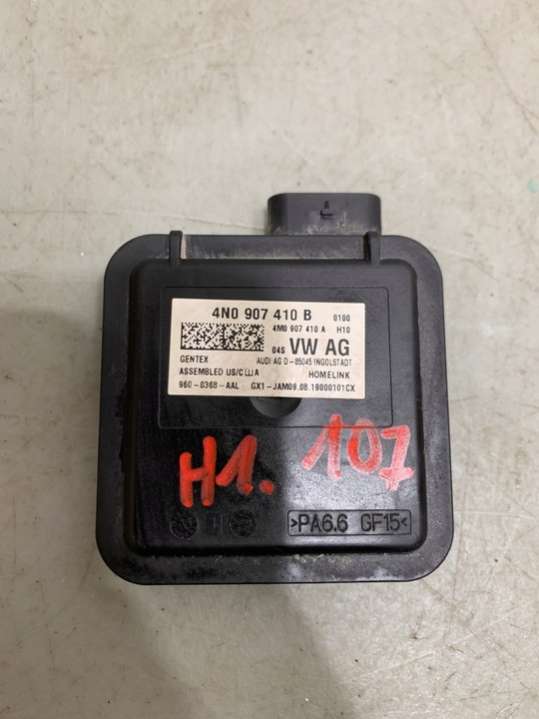 4N0 907 410 B 0100
4M0 907 410 A H10
04S VW AG
GENTEX AUDI AG D-85045 INGOLSTADT
ASSEMBLED US/C A HOMELINK
960-0368-AAL GX1-JAM09.08.19000101CX
H1. 107
>PA6.6 GF15<